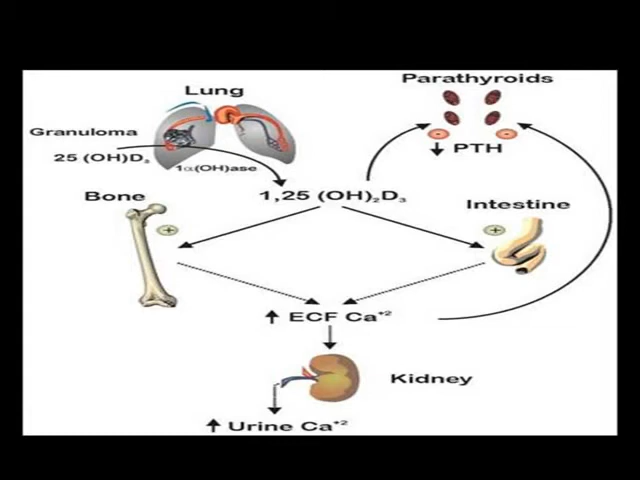 Lung
Parathyroids
Granuloma
25 (OH)D₃
1α(OH)ase
↓ PTH
Bone
1,25 (OH)₂D₃
Intestine
+
+
-
-
↑ ECF Ca⁺²
Kidney
↑ Urine Ca⁺²